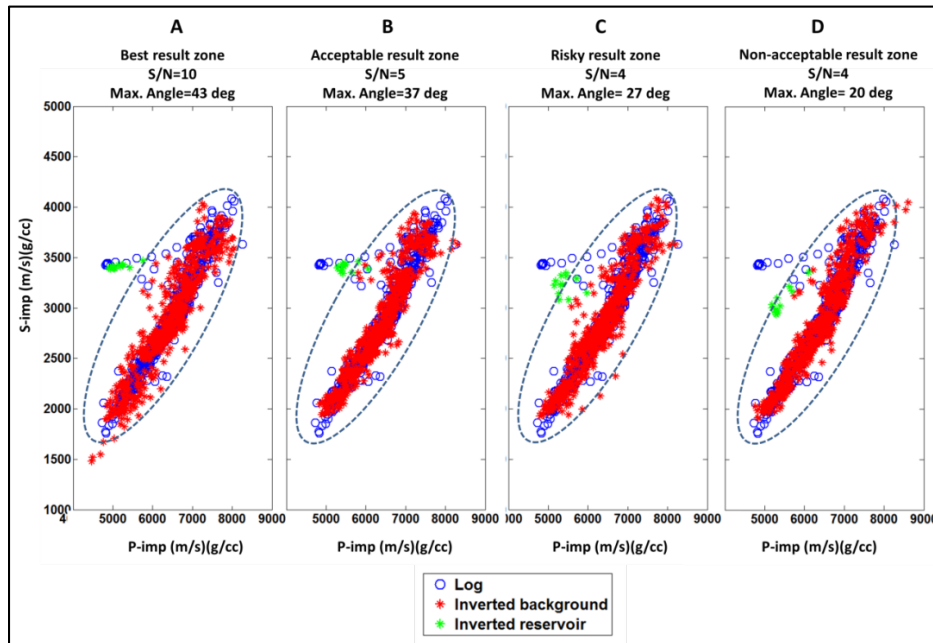 A
B
C
D
Best result zone
Acceptable result zone
Risky result zone
Non-acceptable result zone
S/N=10
S/N=5
S/N=4
S/N=4
Max. Angle=43 deg
Max. Angle=37 deg
Max. Angle= 27 deg
Max. Angle= 20 deg
5000
4500
4000
3500
3000
2500
2000
1500
1000
S-imp (m/s)(g/cc)
5000 6000 7000 8000 9000
5000 6000 7000 8000 9000
5000 6000 7000 8000 9000
5000 6000 7000 8000 9000
P-imp (m/s)(g/cc)
P-imp (m/s)(g/cc)
P-imp (m/s)(g/cc)
P-imp (m/s)(g/cc)
Log
Inverted background
Inverted reservoir